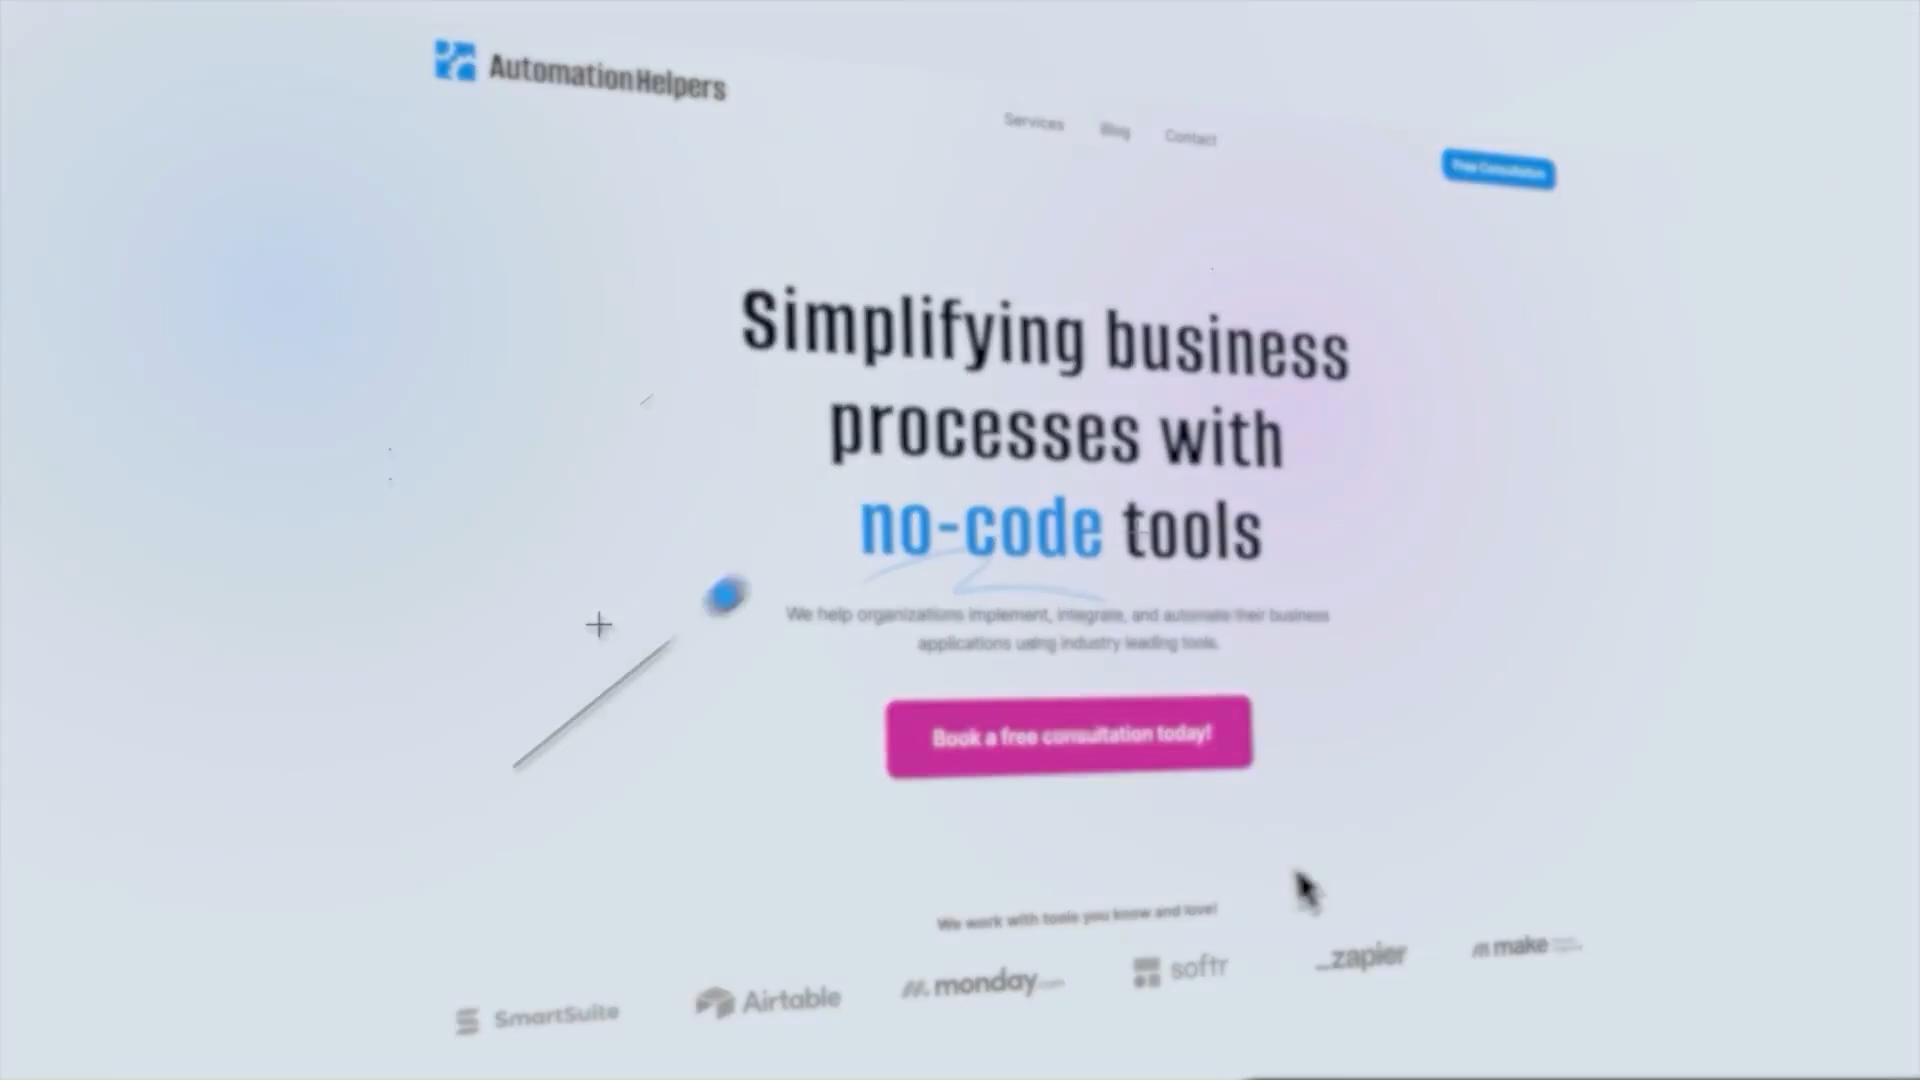 AutomationHelpers
Services Blog Contact
Free Consultation
Simplifying business
processes with
no-code tools
We help organizations implement, integrate, and automate their business
applications using industry leading tools.
Book a free consultation today!
We work with tools you know and love!
SmartSuite Airtable monday.com softr _zapier make